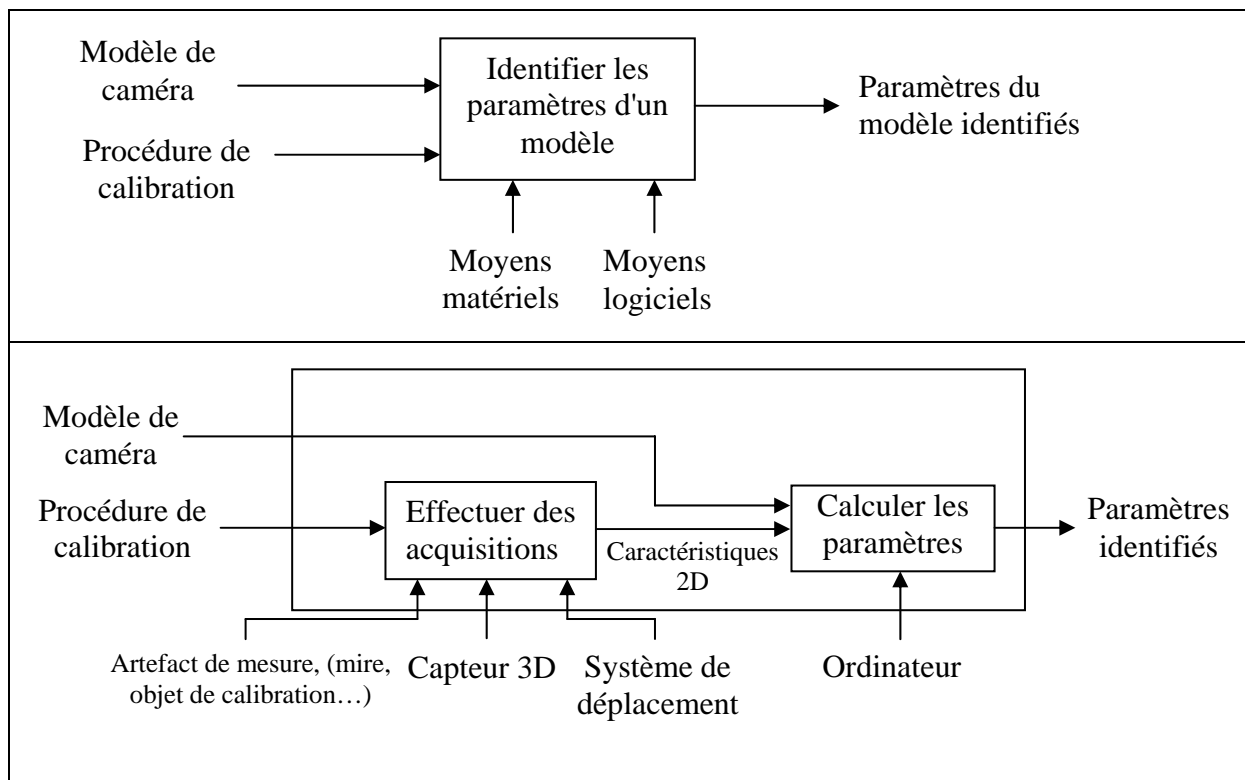 Modèle de
caméra
Procédure de
calibration
Identifier les
paramètres d'un
modèle
Paramètres du
modèle identifiés
Moyens
matériels
Moyens
logiciels
Modèle de
caméra
Procédure de
calibration
Effectuer des
acquisitions
Caractéristiques
2D
Calculer les
paramètres
Paramètres
identifiés
Artefact de mesure, (mire,
objet de calibration…)
Capteur 3D
Système de
déplacement
Ordinateur